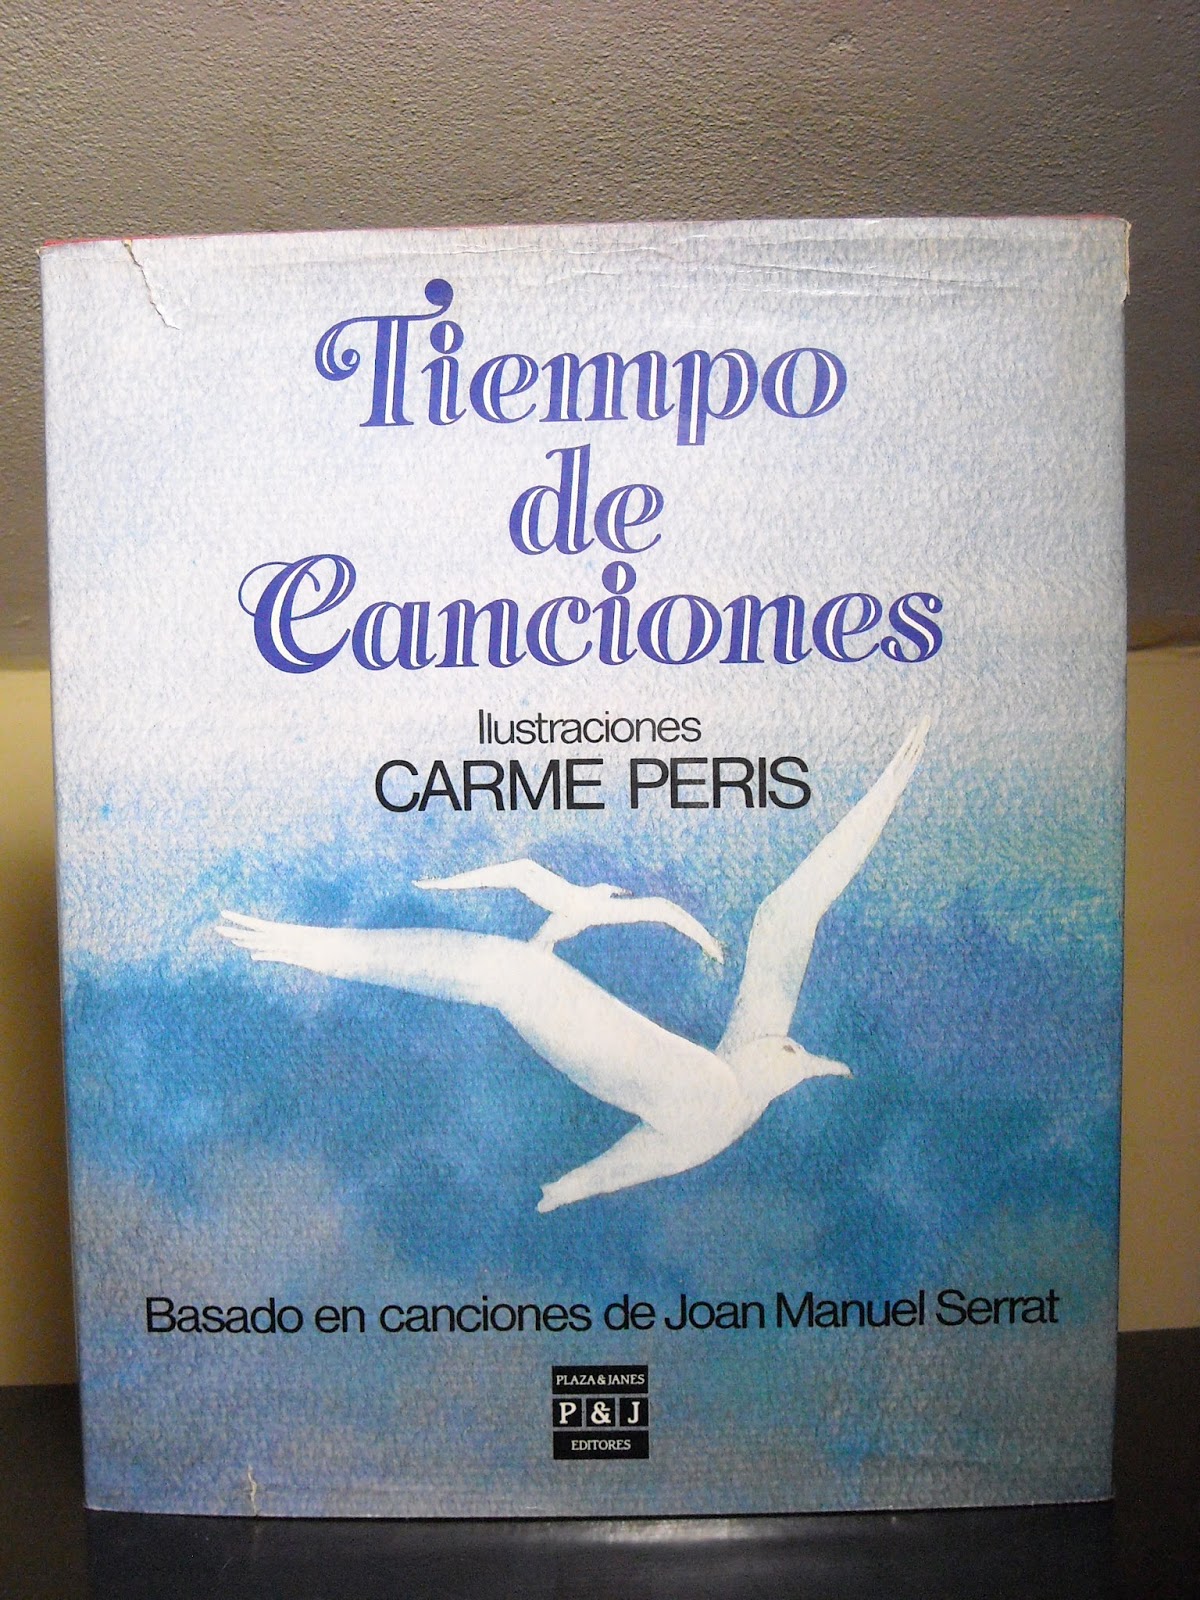 Tiempo
de
Canciones
Ilustraciones
CARME PERIS
Basado en canciones de Joan Manuel Serrat
PLAZA & JANES
P & J
EDITORES